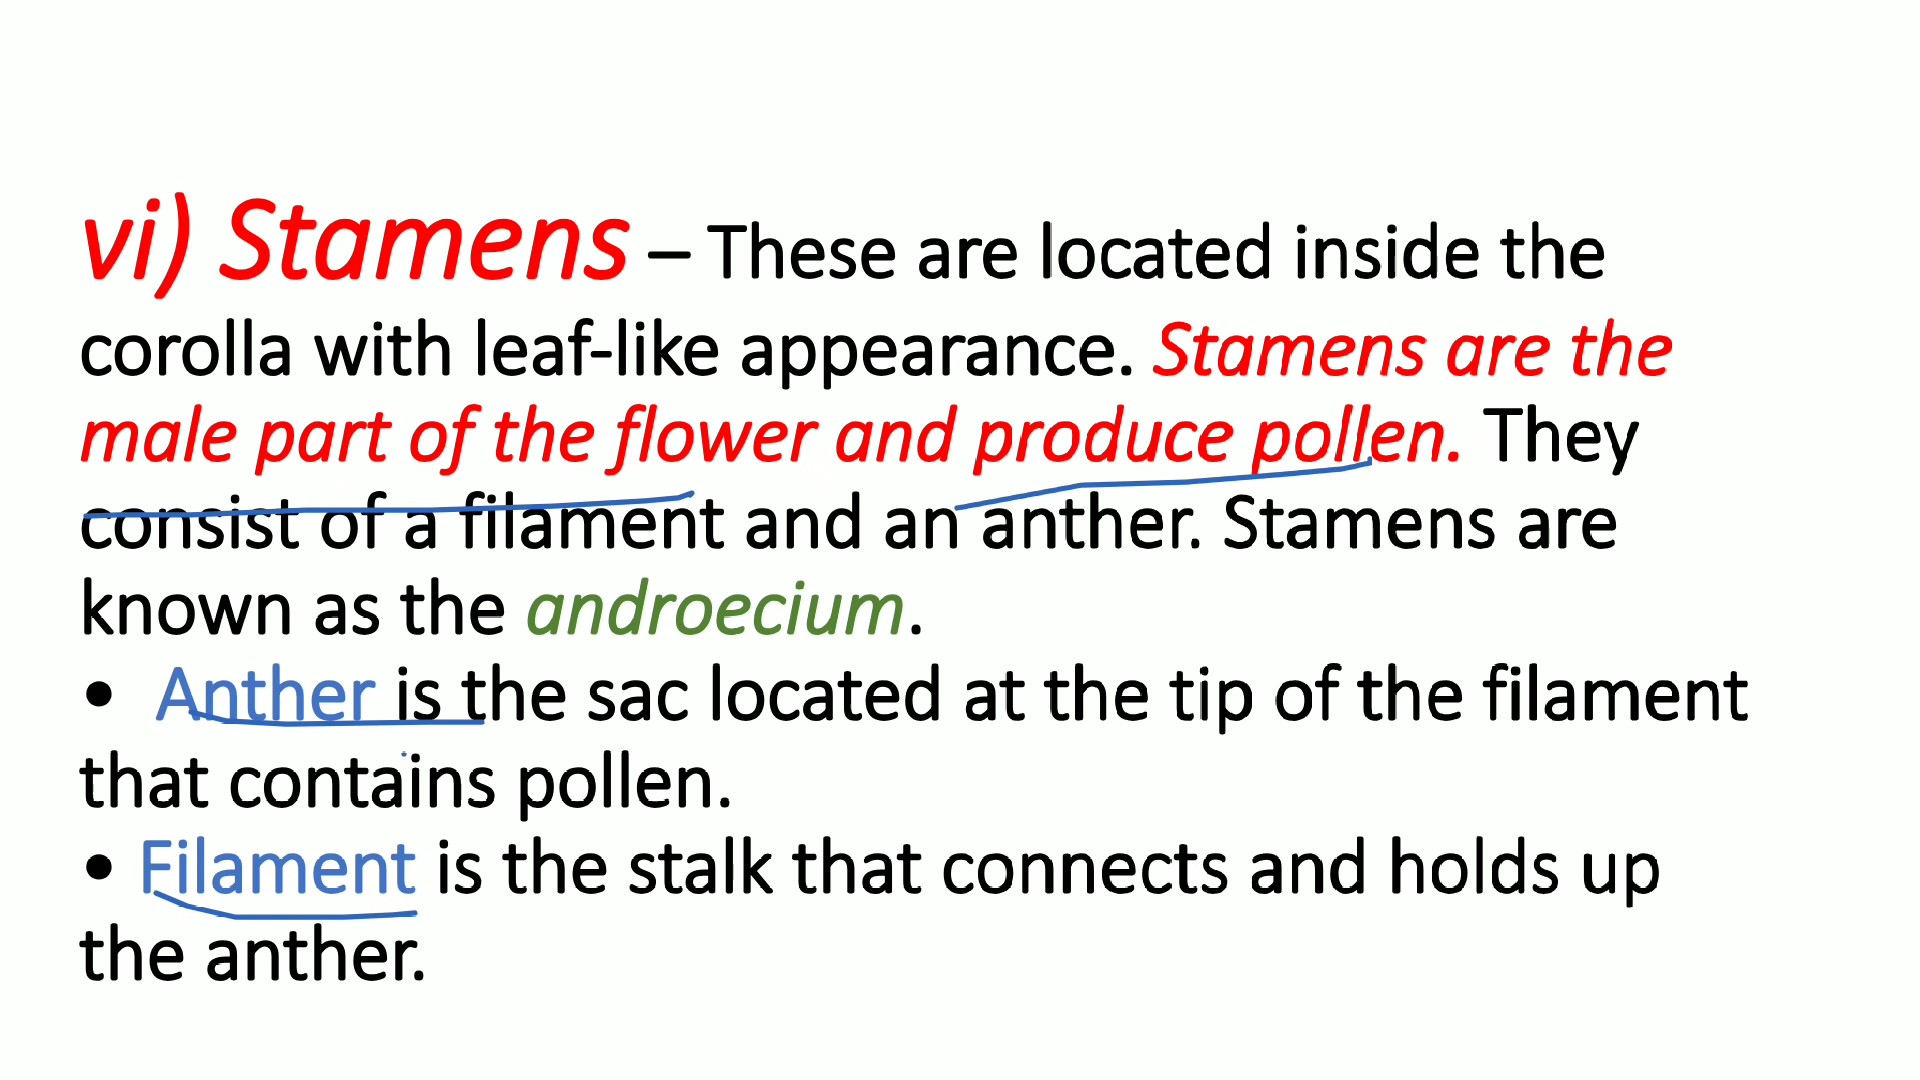 vi) Stamens – These are located inside the
corolla with leaf-like appearance. Stamens are the
male part of the flower and produce pollen. They
consist of a filament and an anther. Stamens are
known as the androecium.
• Anther is the sac located at the tip of the filament
that contains pollen.
• Filament is the stalk that connects and holds up
the anther.